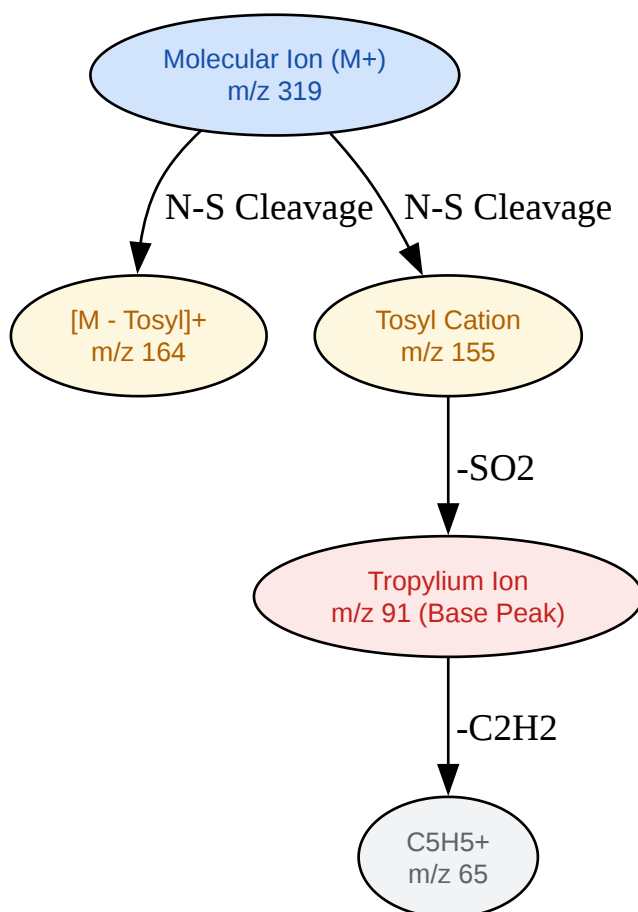 Molecular Ion (M+)
m/z 319
N-S Cleavage
N-S Cleavage
[M - Tosyl]+
m/z 164
Tosyl Cation
m/z 155
-SO2
Tropylium Ion
m/z 91 (Base Peak)
-C2H2
C5H5+
m/z 65